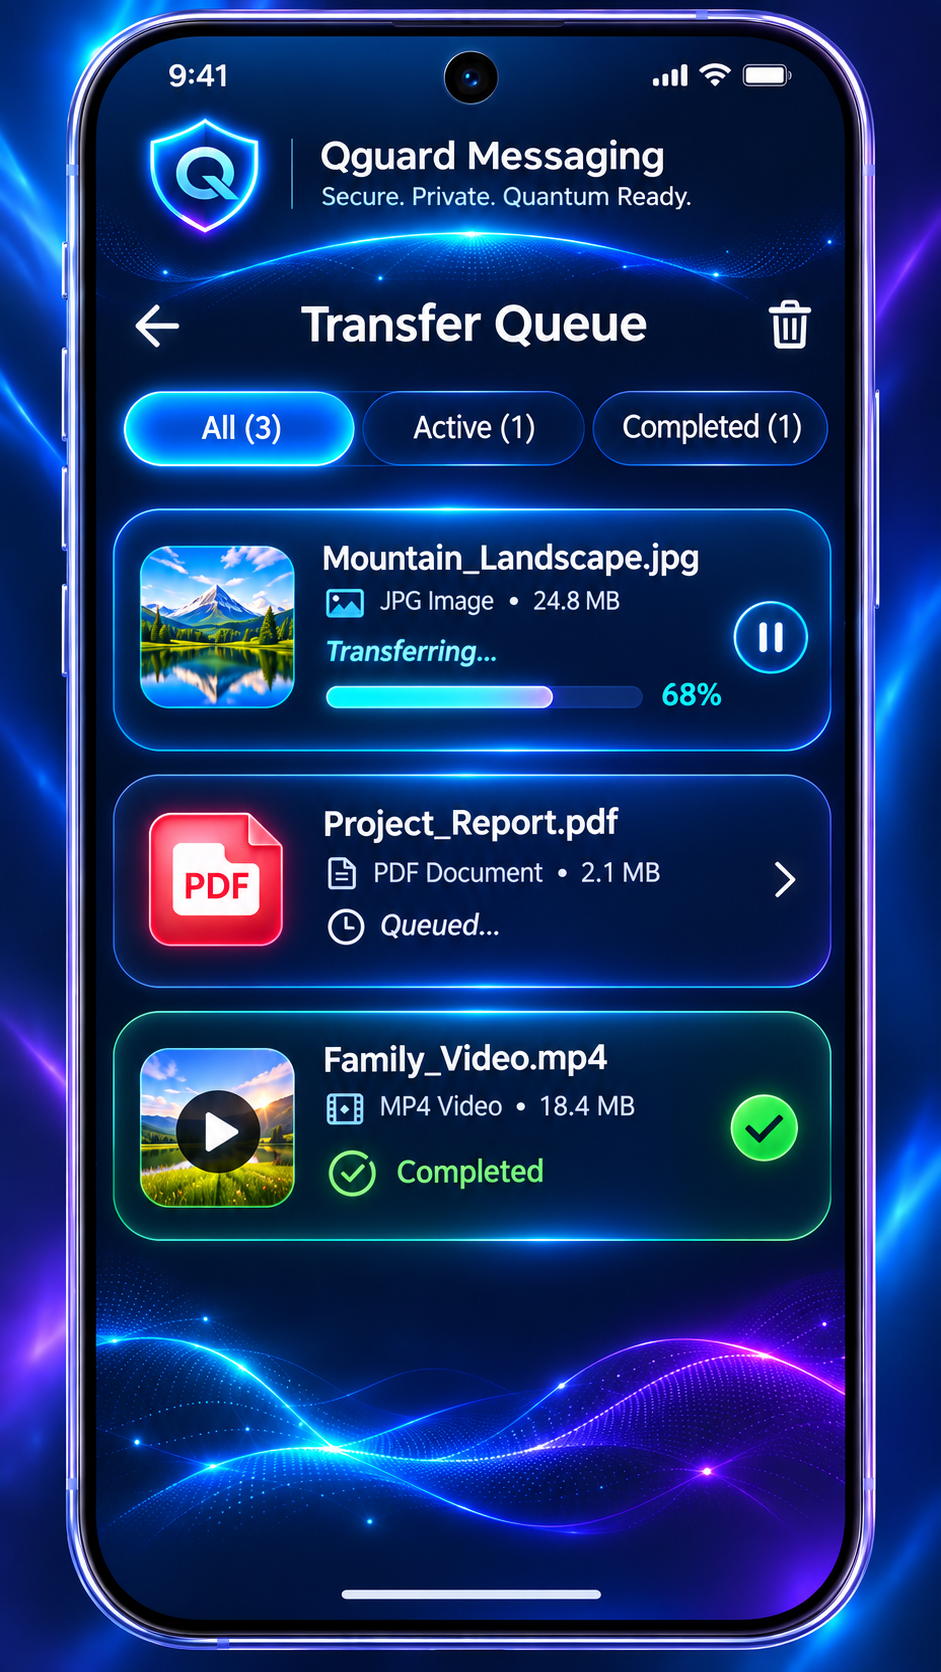 9:41
Q
Qguard Messaging
Secure. Private. Quantum Ready.
Transfer Queue
All (3)
Active (1)
Completed (1)
Mountain_Landscape.jpg
JPG Image • 24.8 MB
Transferring...
68%
Project_Report.pdf
PDF
PDF Document • 2.1 MB
Queued...
Family_Video.mp4
MP4 Video • 18.4 MB
Completed